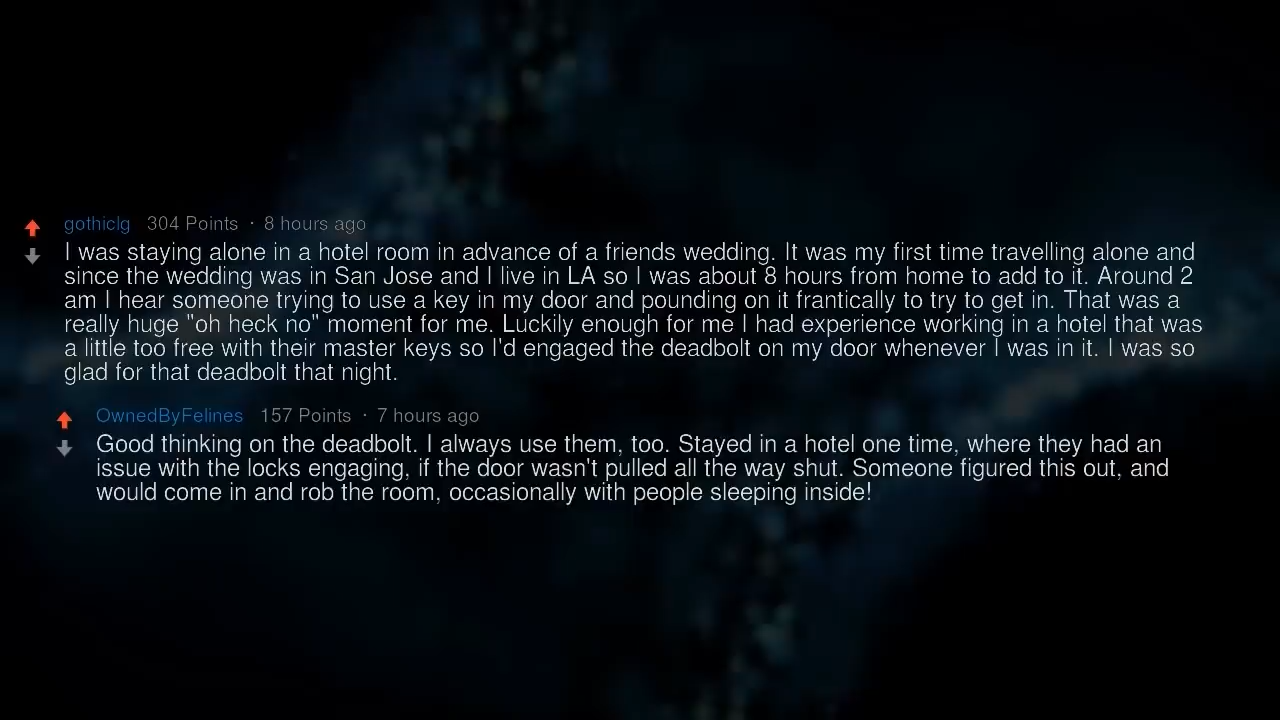 gothiclg 304 Points · 8 hours ago
I was staying alone in a hotel room in advance of a friends wedding. It was my first time travelling alone and
since the wedding was in San Jose and I live in LA so I was about 8 hours from home to add to it. Around 2
am I hear someone trying to use a key in my door and pounding on it frantically to try to get in. That was a
really huge "oh heck no" moment for me. Luckily enough for me I had experience working in a hotel that was
a little too free with their master keys so I'd engaged the deadbolt on my door whenever I was in it. I was so
glad for that deadbolt that night.
OwnedByFelines 157 Points · 7 hours ago
Good thinking on the deadbolt. I always use them, too. Stayed in a hotel one time, where they had an
issue with the locks engaging, if the door wasn't pulled all the way shut. Someone figured this out, and
would come in and rob the room, occasionally with people sleeping inside!